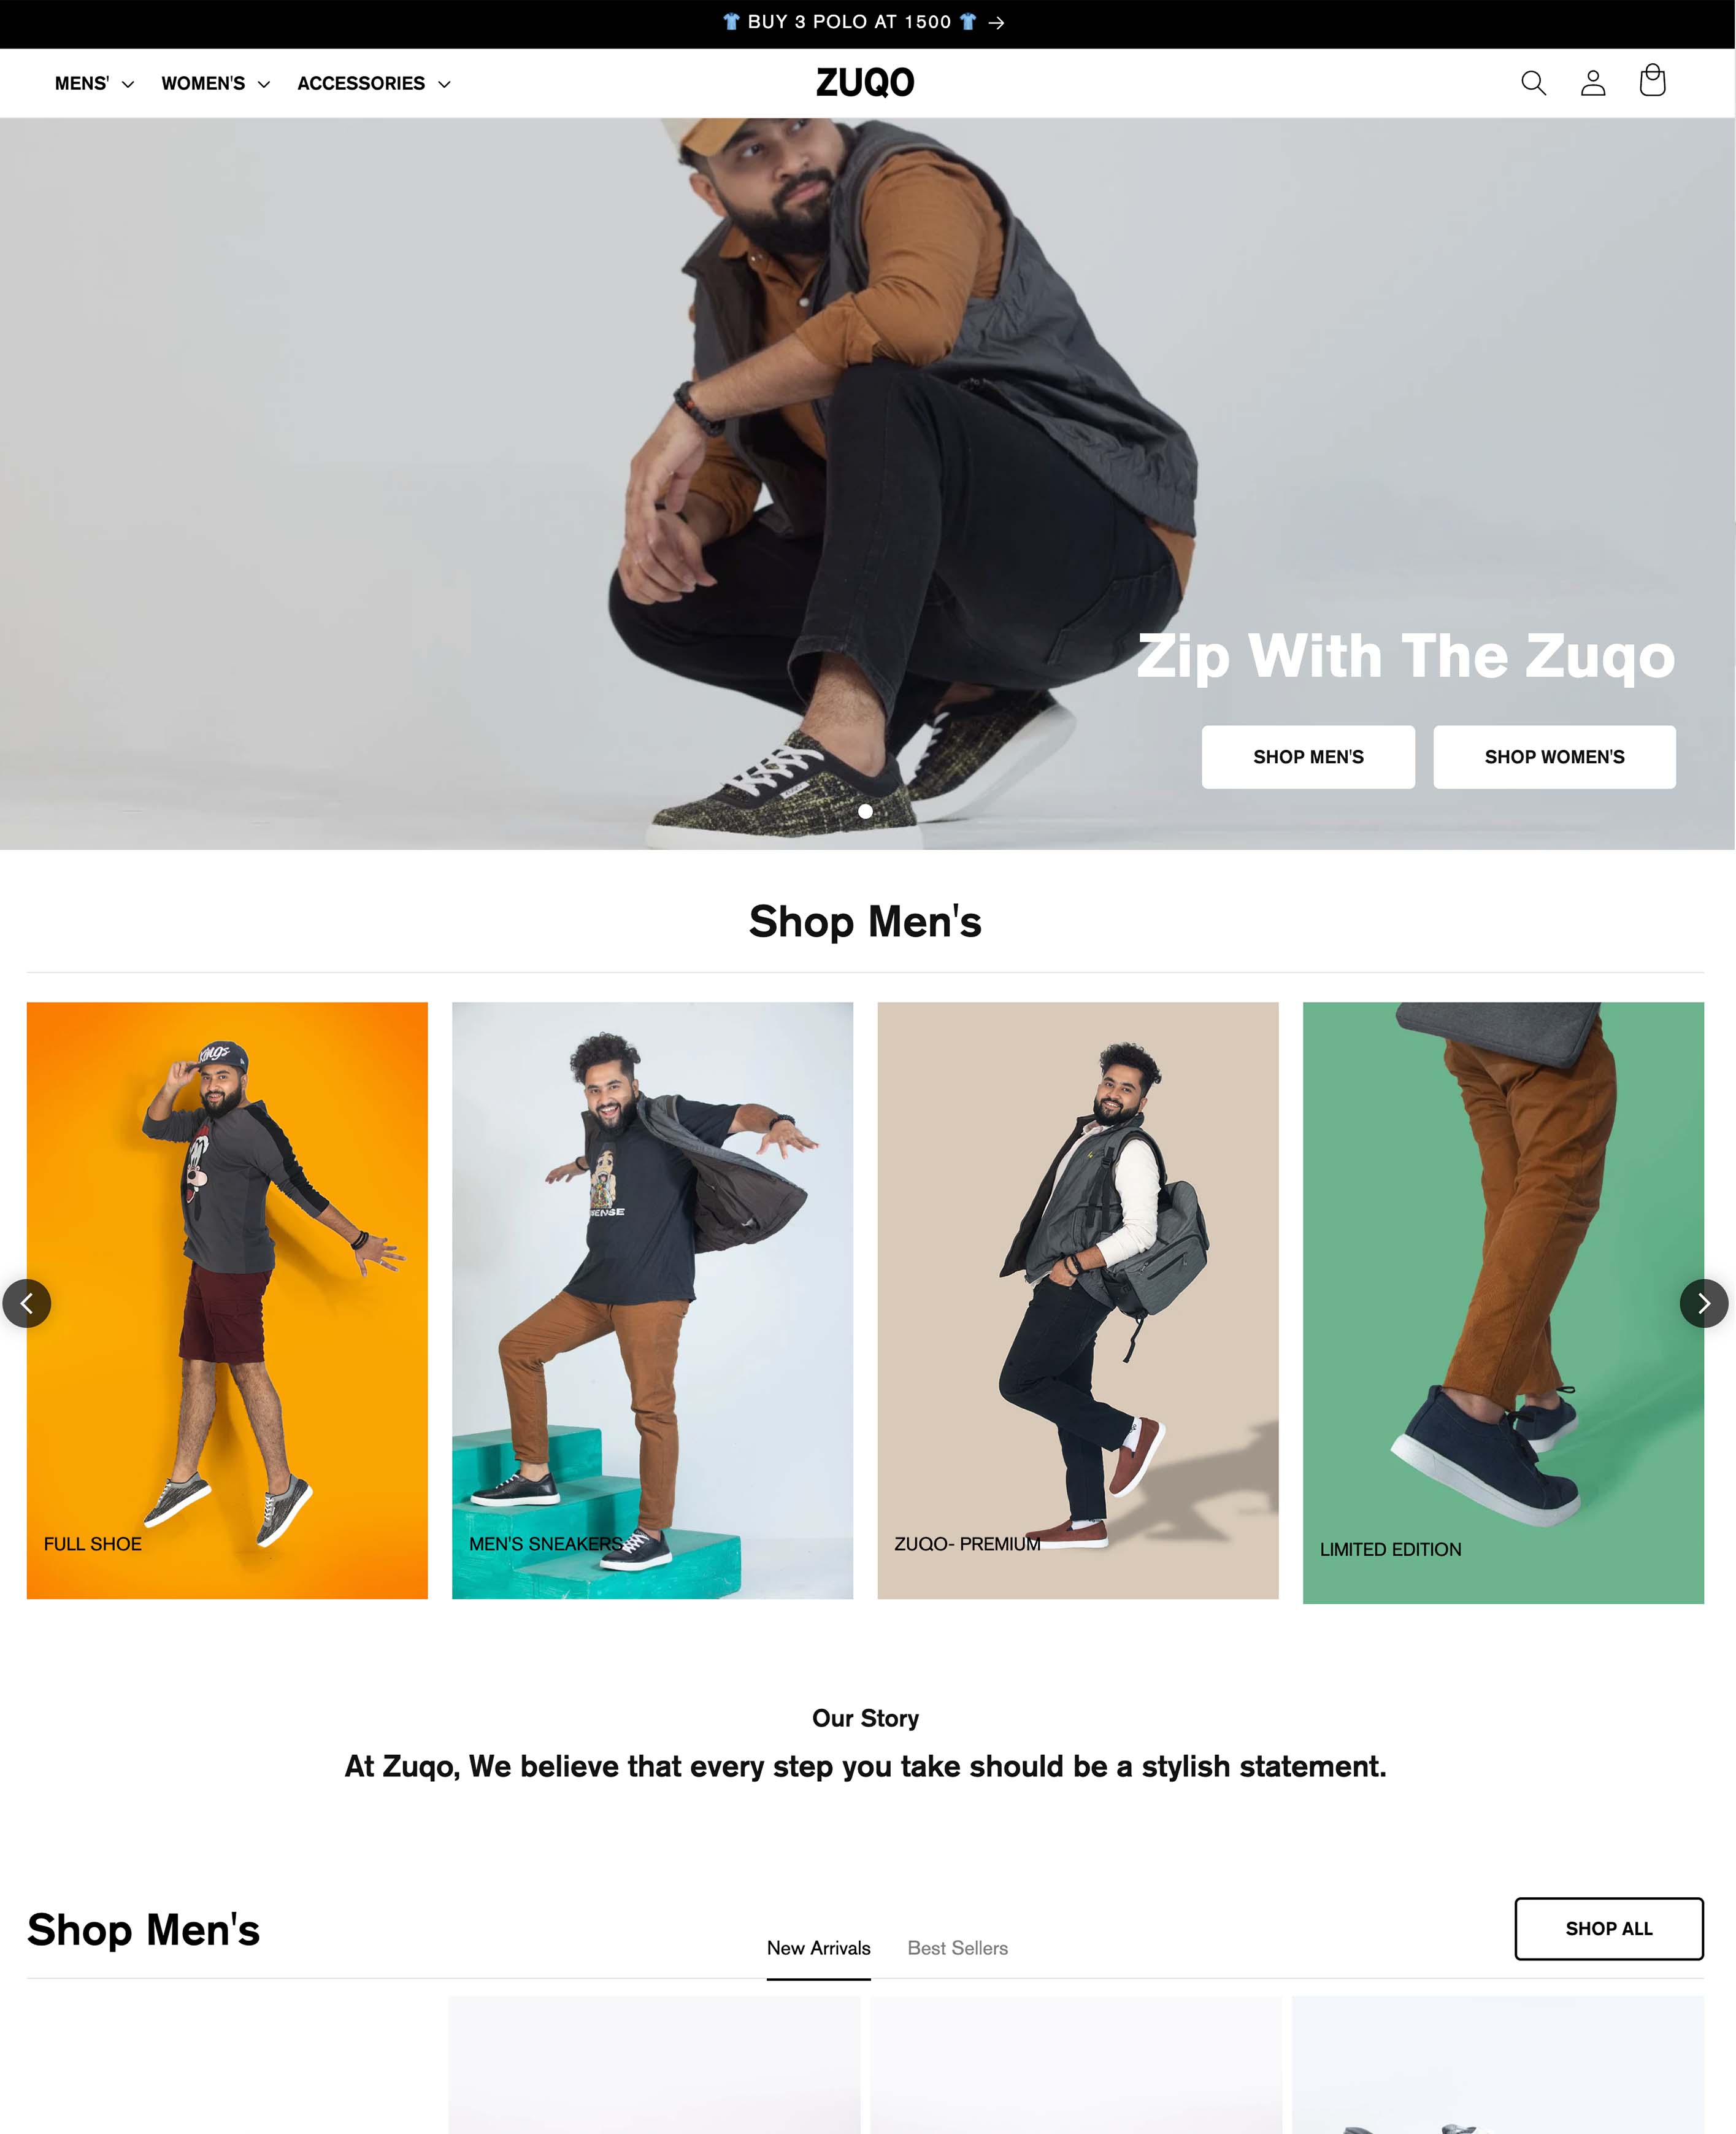 👕 BUY 3 POLO AT 1500 👕 →
MENS' WOMEN'S ACCESSORIES ZUQO
Zip With The Zuqo
SHOP MEN'S SHOP WOMEN'S
Shop Men's
Kings
FULL SHOE
MEN'S SNEAKERS
ZUQO- PREMIUM
LIMITED EDITION
Our Story
At Zuqo, We believe that every step you take should be a stylish statement.
Shop Men's
New Arrivals Best Sellers
SHOP ALL